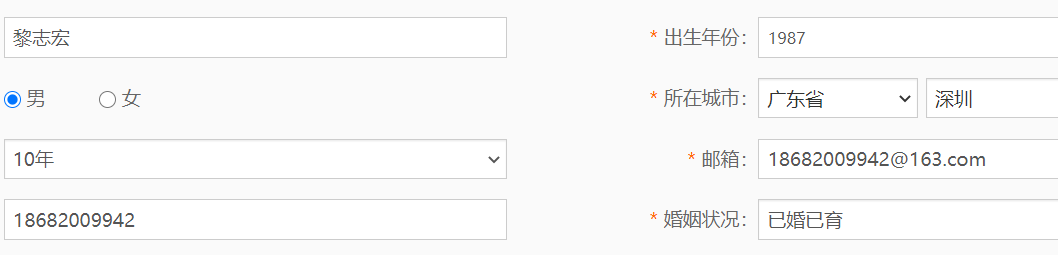 黎志宏 * 出生年份: 1987
男 女 * 所在城市: 广东省 深圳
10年 * 邮箱: 18682009942@163.com
18682009942 * 婚姻状况: 已婚已育